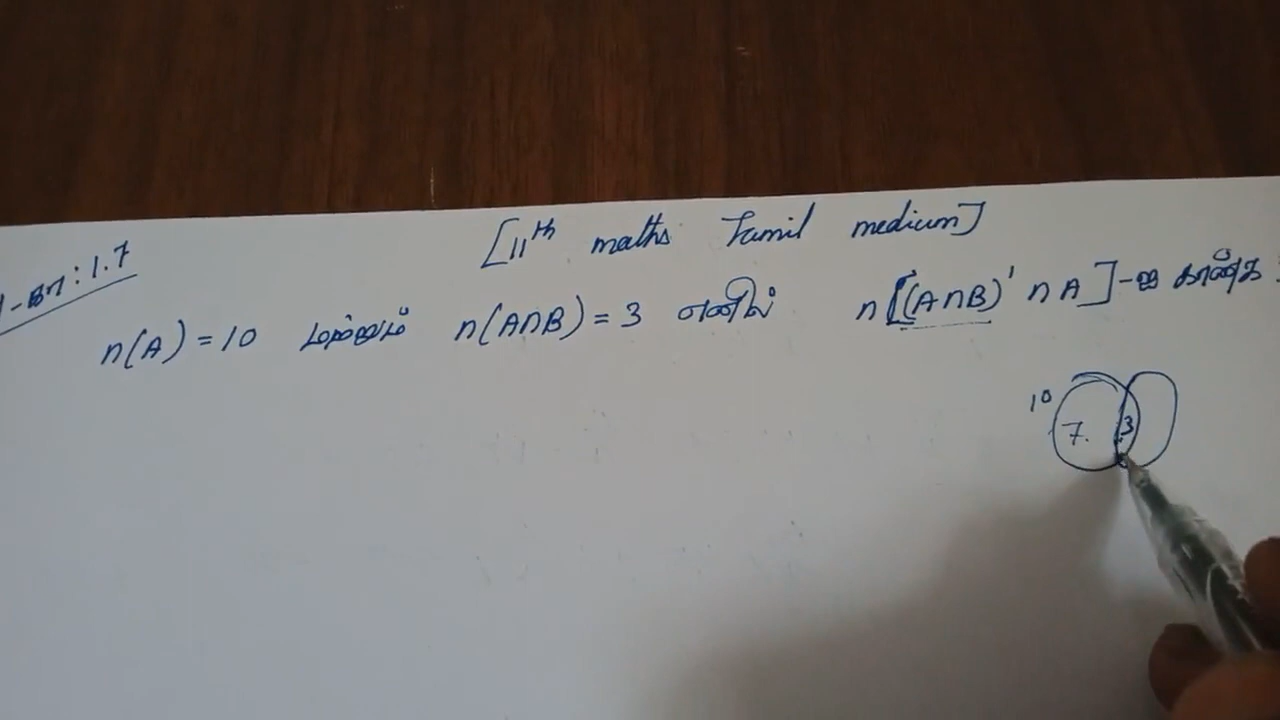 [11th maths Tamil medium]
-கா : 1.7
n(A) = 10 மற்றும் n(A∩B) = 3 எனில் n[(A∩B)' ∩ A] -ஐ காண்க
10
7. 3